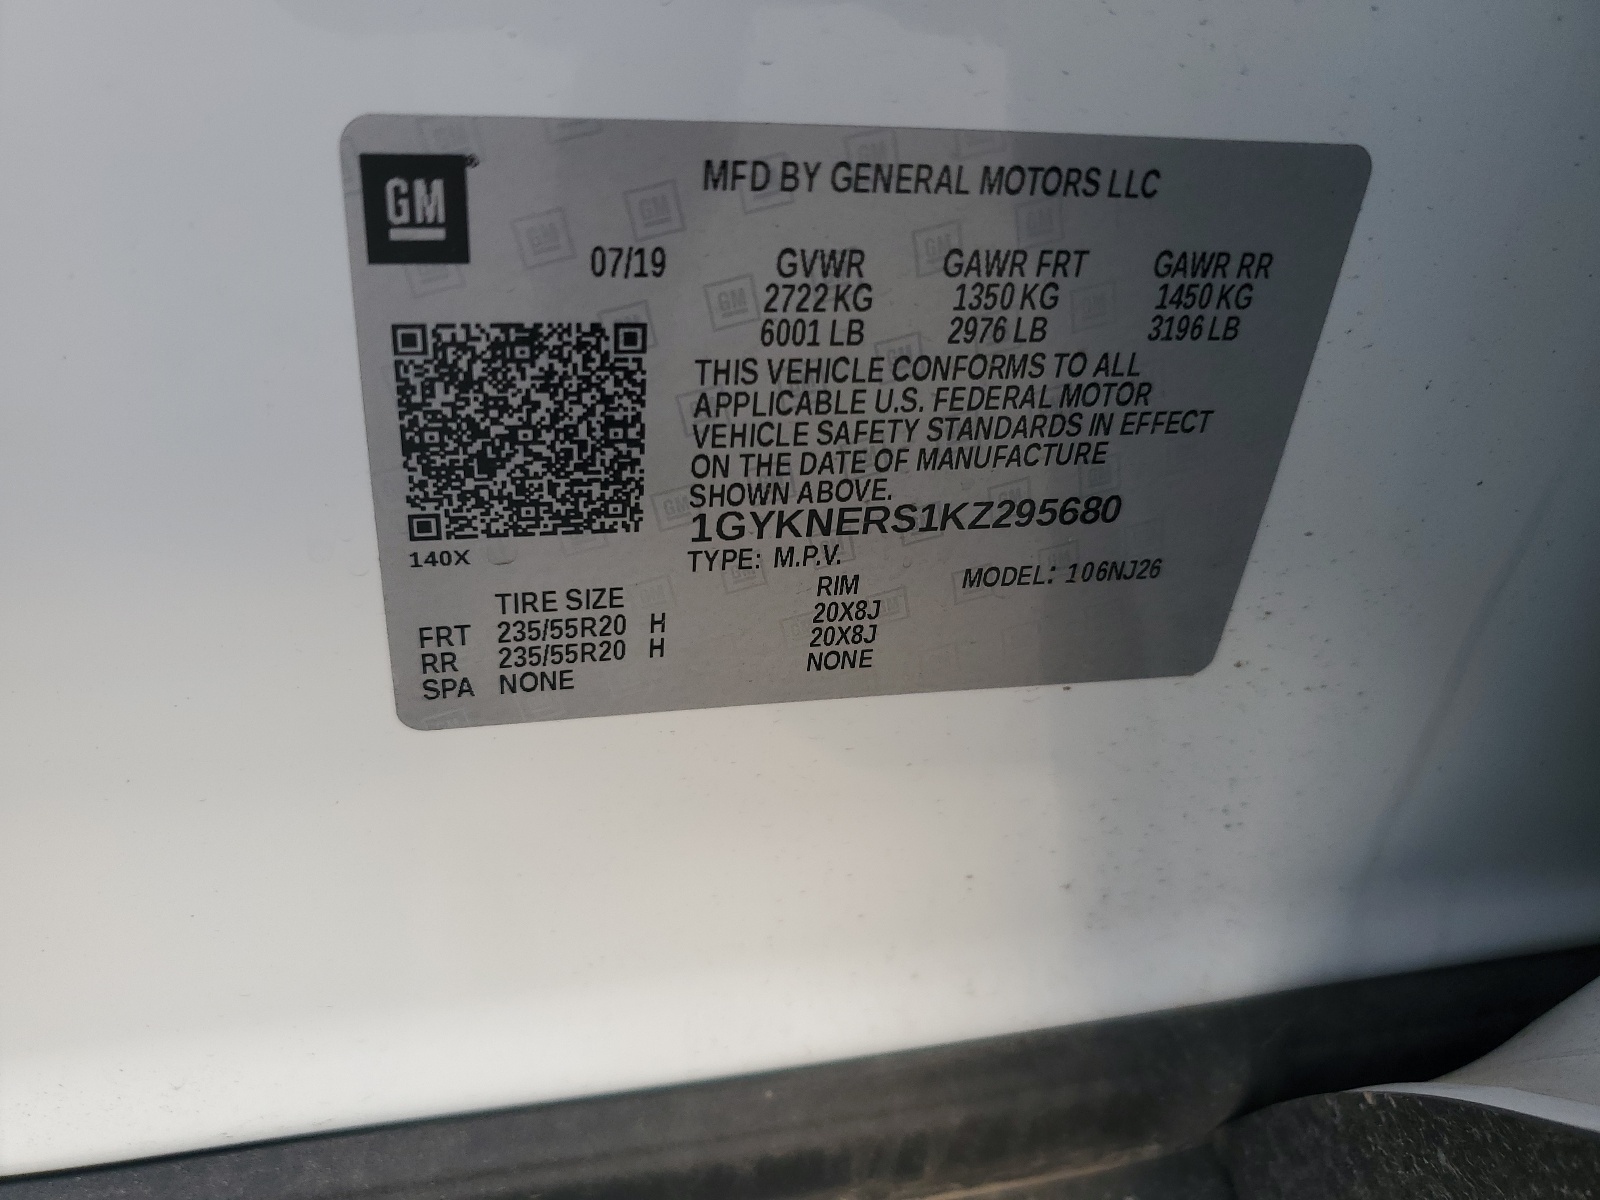 GM
MFD BY GENERAL MOTORS LLC
07/19 GVWR GAWR FRT GAWR RR
2722 KG 1350 KG 1450 KG
6001 LB 2976 LB 3196 LB
THIS VEHICLE CONFORMS TO ALL
APPLICABLE U.S. FEDERAL MOTOR
VEHICLE SAFETY STANDARDS IN EFFECT
ON THE DATE OF MANUFACTURE
SHOWN ABOVE.
1GYKNERS1KZ295680
140X
TYPE: M.P.V. MODEL: 106NJ26
TIRE SIZE RIM
FRT 235/55R20 H 20X8J
RR 235/55R20 H 20X8J
SPA NONE NONE